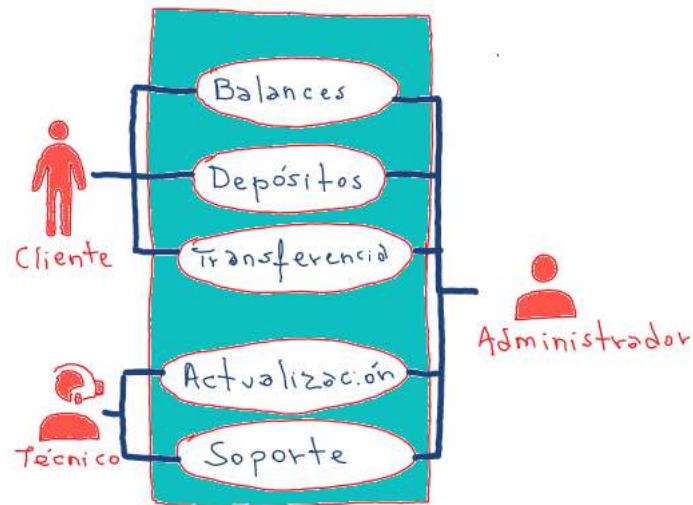 Balances
Depósitos
Cliente
Transferencia
Administrador
Actualización
Técnico
Soporte